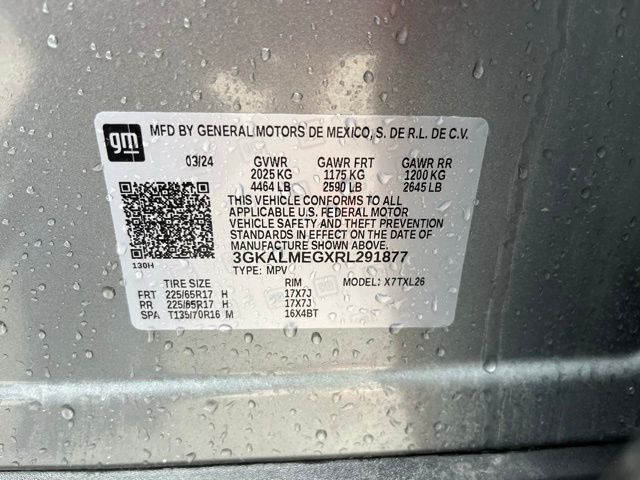 gm
MFD BY GENERAL MOTORS DE MEXICO, S. DE R.L. DE C.V.
03/24 GVWR GAWR FRT GAWR RR
2025 KG 1175 KG 1200 KG
4464 LB 2590 LB 2645 LB
THIS VEHICLE CONFORMS TO ALL
APPLICABLE U.S. FEDERAL MOTOR
VEHICLE SAFETY AND THEFT PREVENTION
STANDARDS IN EFFECT ON THE DATE OF
MANUFACTURE SHOWN ABOVE.
3GKALMEGXRL291877
130H
TYPE: MPV MODEL: X7TXL26
TIRE SIZE RIM
FRT 225/65R17 H 17X7J
RR 225/65R17 H 17X7J
SPA T135/70R16 M 16X4BT